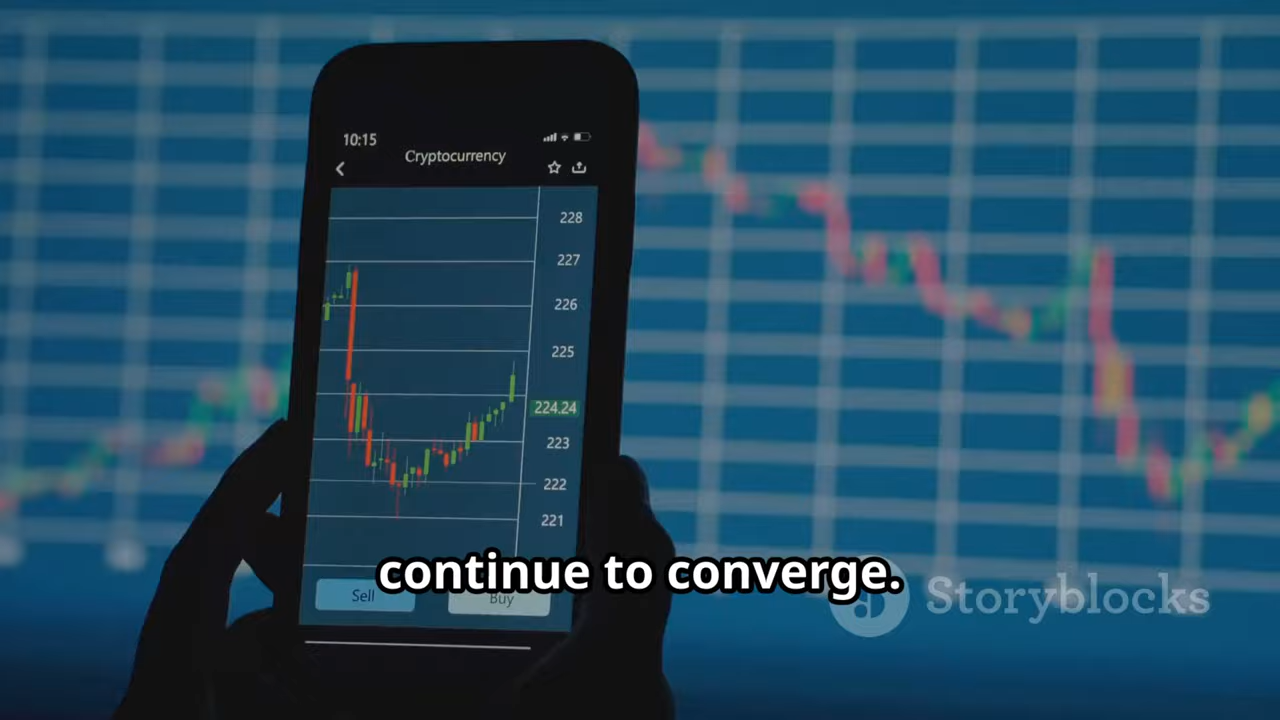 10:15
Cryptocurrency
228
227
226
225
224.24
223
222
221
continue to converge.
Sell
Buy
Storyblocks